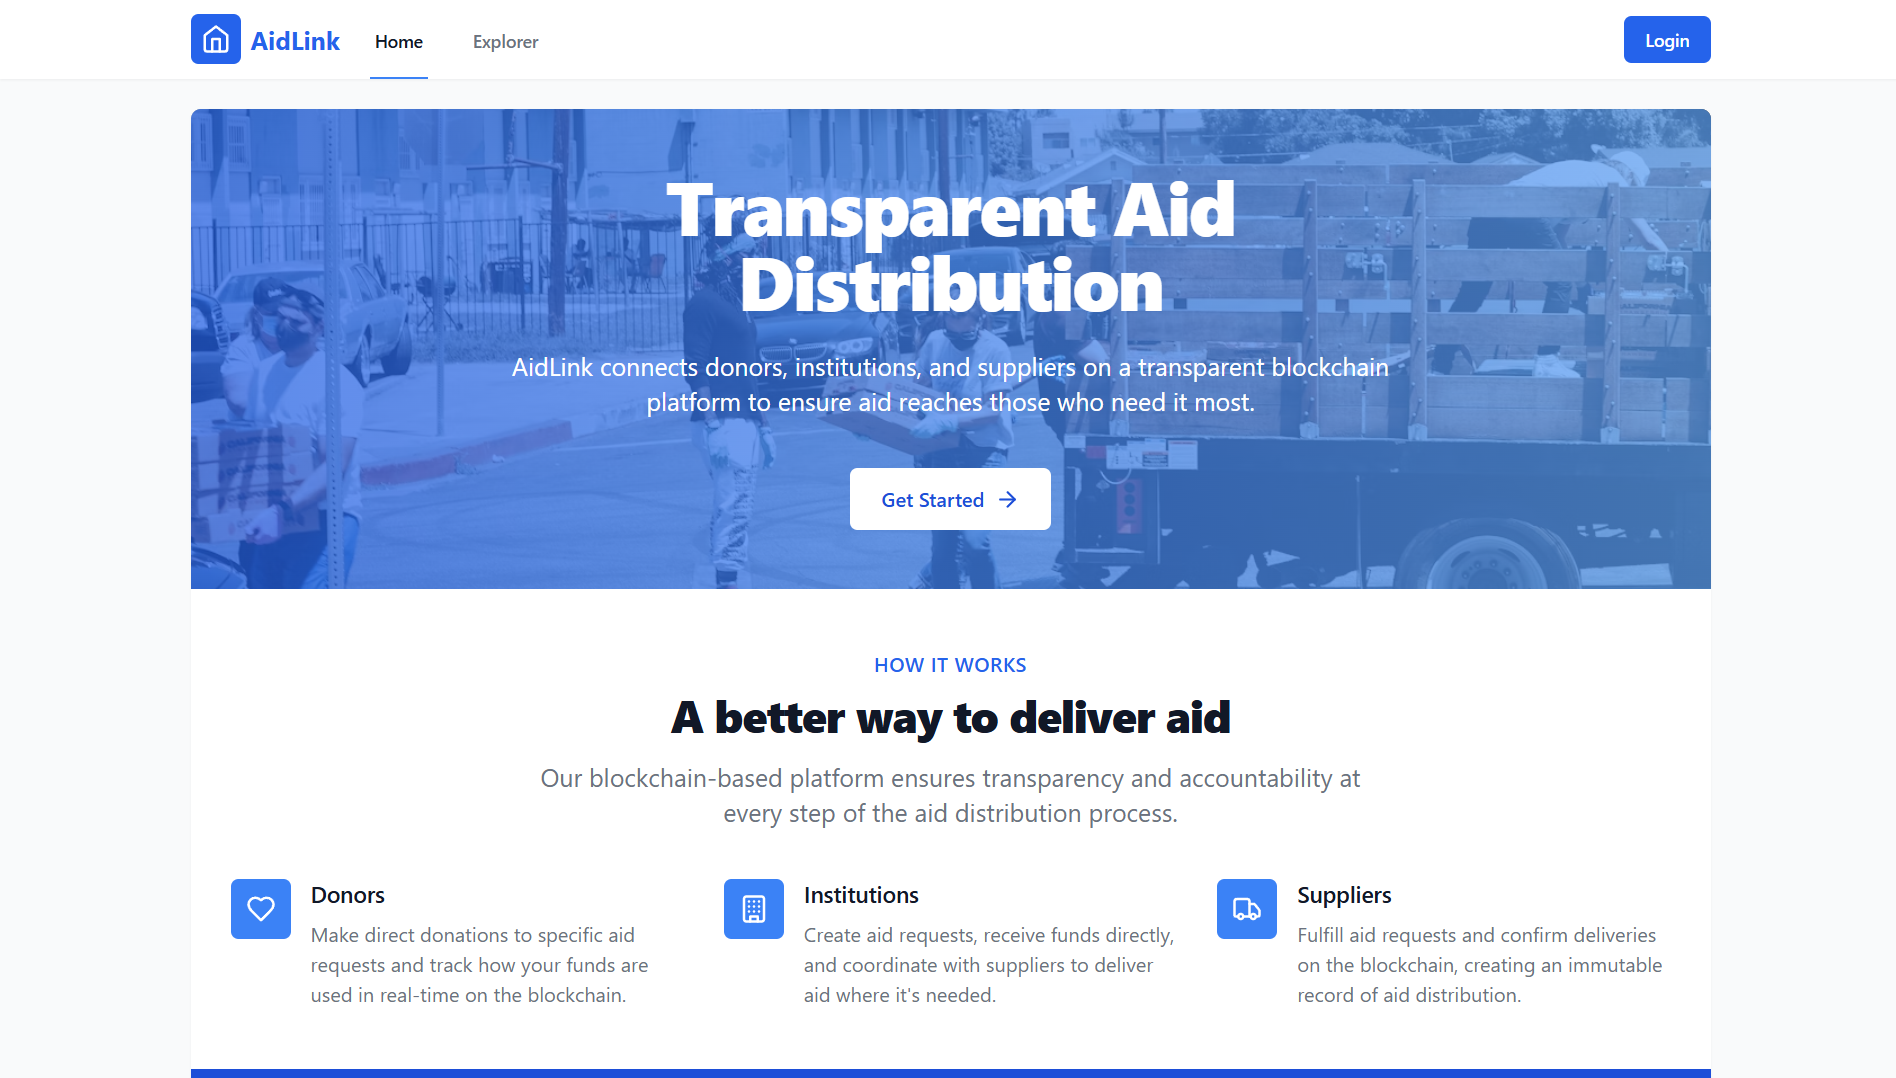 AidLink
Home
Explorer
Login
Transparent Aid
Distribution
AidLink connects donors, institutions, and suppliers on a transparent blockchain
platform to ensure aid reaches those who need it most.
Get Started
HOW IT WORKS
A better way to deliver aid
Our blockchain-based platform ensures transparency and accountability at
every step of the aid distribution process.
Donors
Make direct donations to specific aid
requests and track how your funds are
used in real-time on the blockchain.
Institutions
Create aid requests, receive funds directly,
and coordinate with suppliers to deliver
aid where it's needed.
Suppliers
Fulfill aid requests and confirm deliveries
on the blockchain, creating an immutable
record of aid distribution.